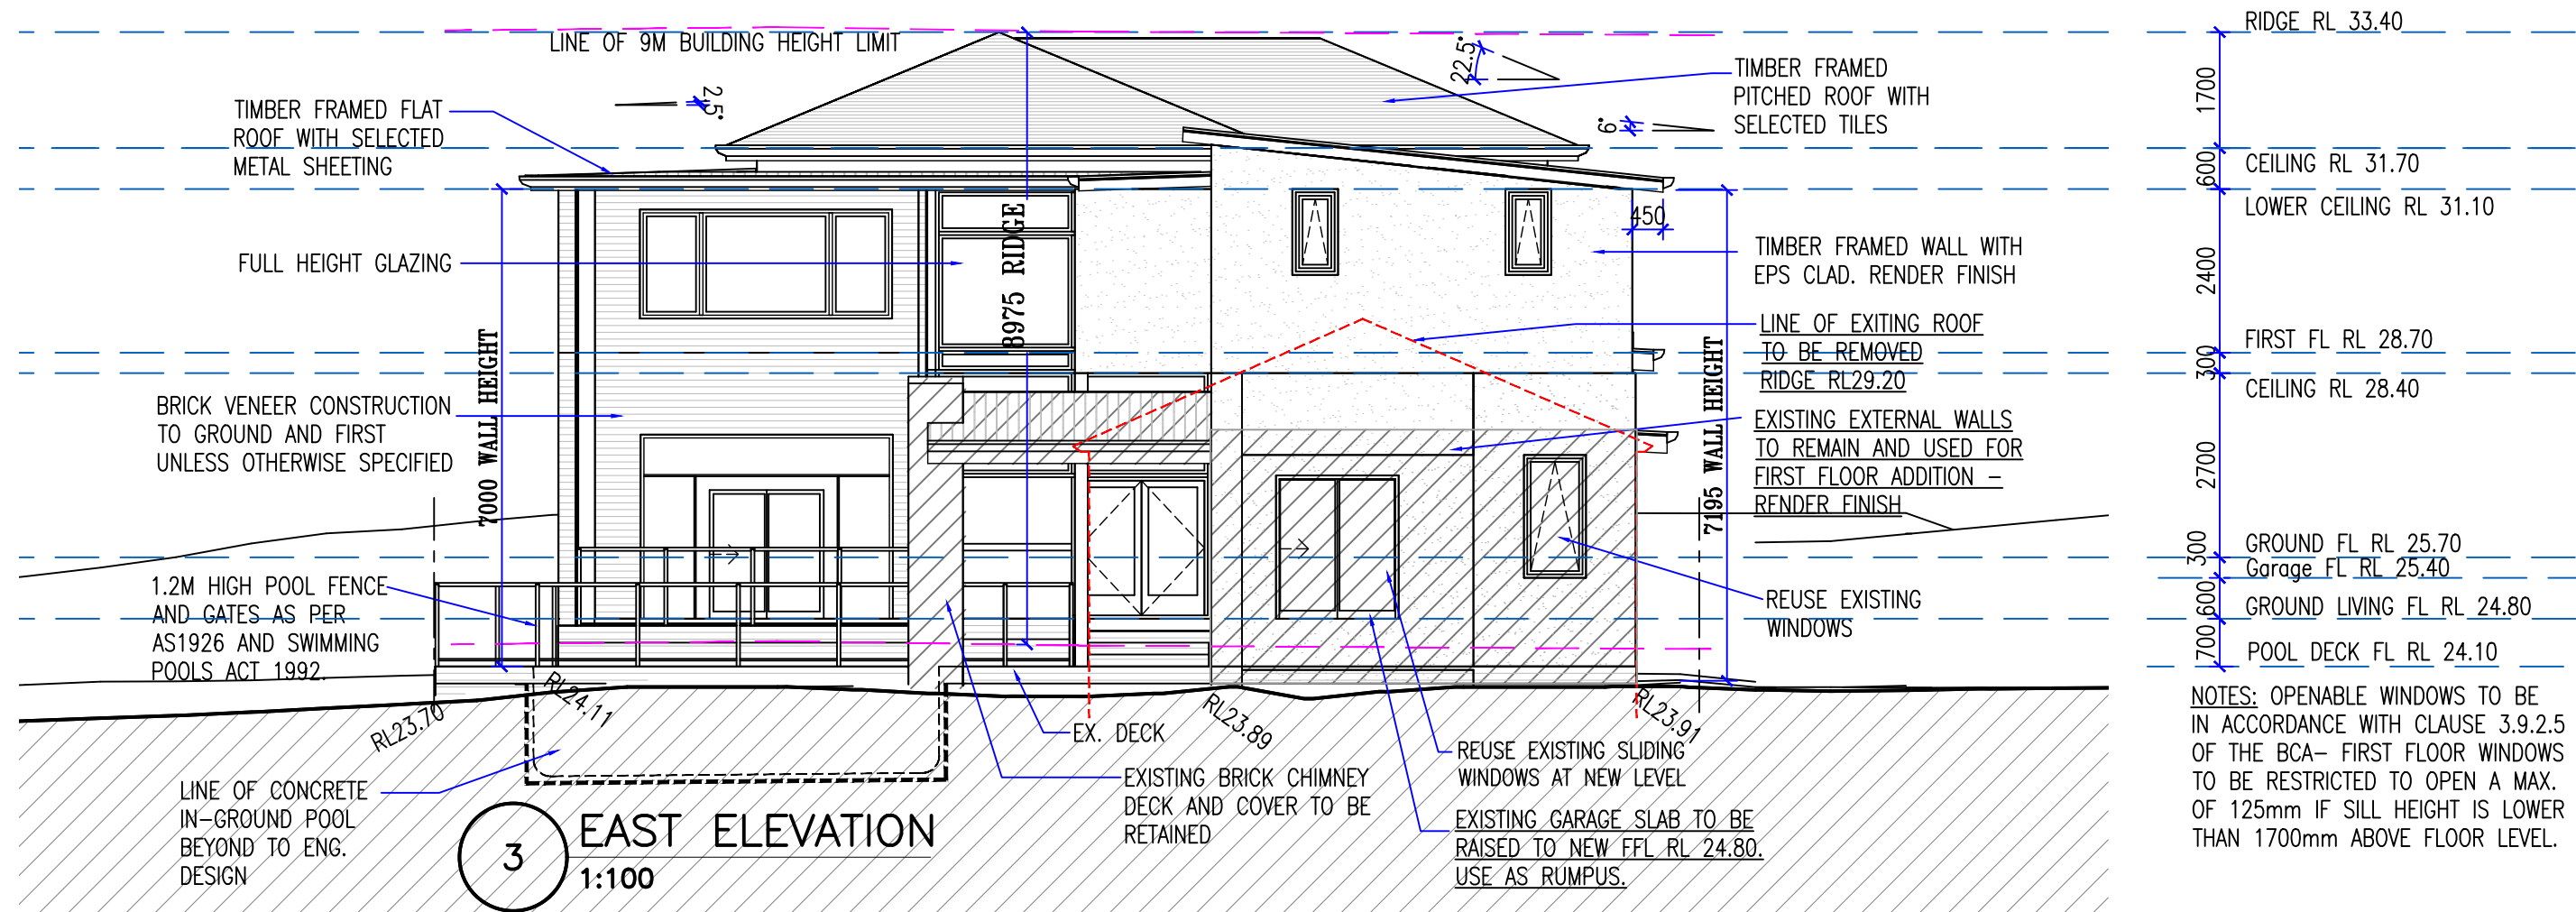 LINE OF 9M BUILDING HEIGHT LIMIT
22.5°
2.5°
6°
TIMBER FRAMED FLAT
ROOF WITH SELECTED
METAL SHEETING
TIMBER FRAMED
PITCHED ROOF WITH
SELECTED TILES
FULL HEIGHT GLAZING
8975 RIDGE
450
TIMBER FRAMED WALL WITH
EPS CLAD. RENDER FINISH
7000 WALL HEIGHT
7195 WALL HEIGHT
LINE OF EXITING ROOF
TO BE REMOVED
RIDGE RL29.20
BRICK VENEER CONSTRUCTION
TO GROUND AND FIRST
UNLESS OTHERWISE SPECIFIED
EXISTING EXTERNAL WALLS
TO REMAIN AND USED FOR
FIRST FLOOR ADDITION –
RENDER FINISH
1.2M HIGH POOL FENCE
AND GATES AS PER
AS1926 AND SWIMMING
POOLS ACT 1992.
REUSE EXISTING
WINDOWS
RL23.70
RL24.11
RL23.89
RL23.91
EX. DECK
LINE OF CONCRETE
IN-GROUND POOL
BEYOND TO ENG.
DESIGN
EXISTING BRICK CHIMNEY
DECK AND COVER TO BE
RETAINED
REUSE EXISTING SLIDING
WINDOWS AT NEW LEVEL
EXISTING GARAGE SLAB TO BE
RAISED TO NEW FFL RL 24.80.
USE AS RUMPUS.
3
EAST ELEVATION
1:100
RIDGE RL 33.40
1700
CEILING RL 31.70
600
LOWER CEILING RL 31.10
2400
FIRST FL RL 28.70
300
CEILING RL 28.40
2700
GROUND FL RL 25.70
300
Garage FL RL 25.40
600
GROUND LIVING FL RL 24.80
700
POOL DECK FL RL 24.10
NOTES: OPENABLE WINDOWS TO BE
IN ACCORDANCE WITH CLAUSE 3.9.2.5
OF THE BCA- FIRST FLOOR WINDOWS
TO BE RESTRICTED TO OPEN A MAX.
OF 125mm IF SILL HEIGHT IS LOWER
THAN 1700mm ABOVE FLOOR LEVEL.